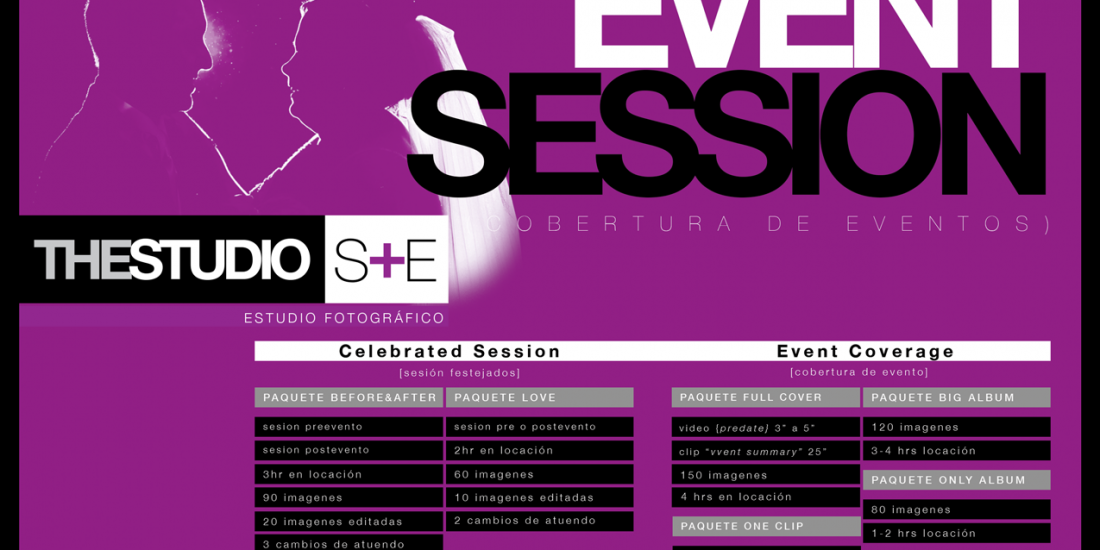 EVENT
SESSION
COBERTURA DE EVENTOS)
THESTUDIO S+E
ESTUDIO FOTOGRÁFICO
Celebrated Session
[sesión festejados]
PAQUETE BEFORE&AFTER
sesion preevento
sesion postevento
3hr en locación
90 imagenes
20 imagenes editadas
3 cambios de atuendo
PAQUETE LOVE
sesion pre o postevento
2hr en locación
60 imagenes
10 imagenes editadas
2 cambios de atuendo
Event Coverage
[cobertura de evento]
PAQUETE FULL COVER
video {predate} 3" a 5"
clip "vvent summary" 25"
150 imagenes
4 hrs en locación
PAQUETE ONE CLIP
PAQUETE BIG ALBUM
120 imagenes
3-4 hrs locación
PAQUETE ONLY ALBUM
80 imagenes
1-2 hrs locación